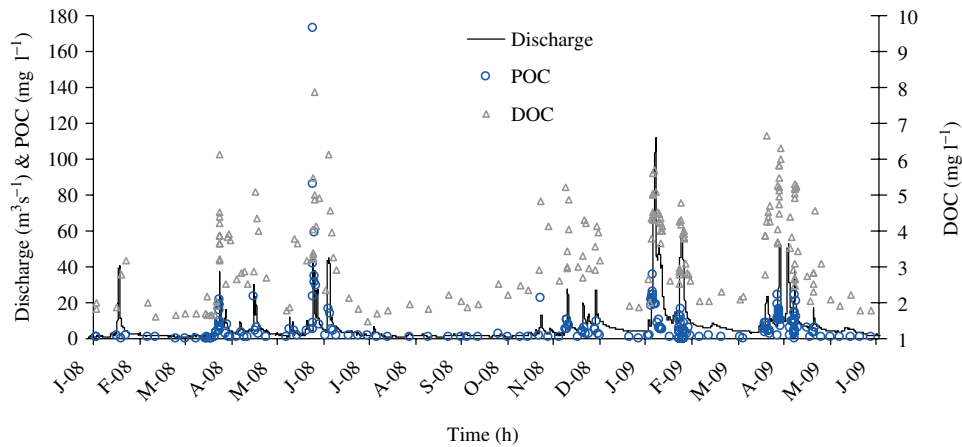 Discharge (m³s⁻¹) & POC (mg l⁻¹)
180
160
140
120
100
80
60
40
20
0
Discharge
POC
DOC
10
9
8
7
6
5
4
3
2
1
DOC (mg l⁻¹)
J-08
F-08
M-08
A-08
M-08
J-08
J-08
A-08
S-08
O-08
N-08
D-08
J-09
F-09
M-09
A-09
M-09
J-09
Time (h)